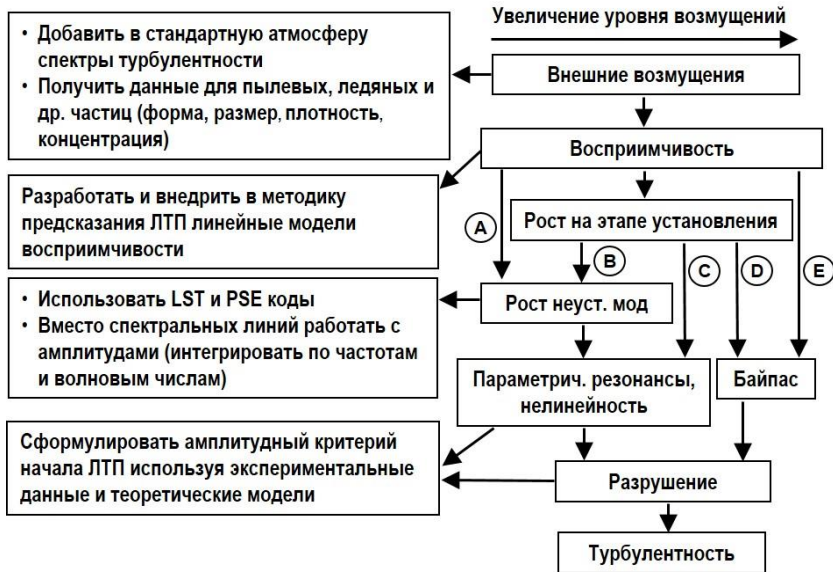 Увеличение уровня возмущений
• Добавить в стандартную атмосферу
спектры турбулентности
• Получить данные для пылевых, ледяных и
др. частиц (форма, размер, плотность,
концентрация)
Внешние возмущения
Восприимчивость
Разработать и внедрить в методику
предсказания ЛТП линейные модели
восприимчивости
Рост на этапе установления
A
B
C
D
E
• Использовать LST и PSE коды
• Вместо спектральных линий работать с
амплитудами (интегрировать по частотам
и волновым числам)
Рост неуст. мод
Параметрич. резонансы,
нелинейность
Байпас
Сформулировать амплитудный критерий
начала ЛТП используя экспериментальные
данные и теоретические модели
Разрушение
Турбулентность